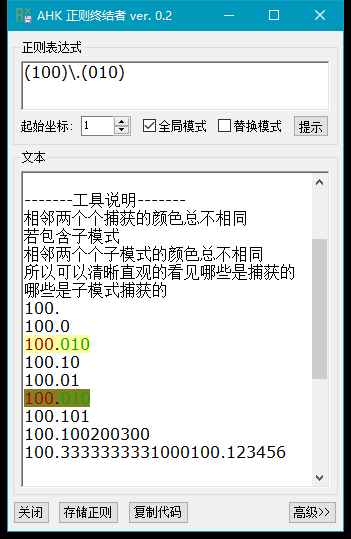 AHK 正则终结者 ver. 0.2
正则表达式
(100)\.(010)
起始坐标: 1 全局模式 替换模式 提示
文本
-------工具说明-------
相邻两个个捕获的颜色总不相同
若包含子模式
相邻两个个子模式的颜色总不相同
所以可以清晰直观的看见哪些是捕获的
哪些是子模式捕获的
100.
100.0
100.010
100.10
100.01
100.010
100.101
100.100200300
100.3333333331000100.123456
关闭 存储正则 复制代码 高级>>